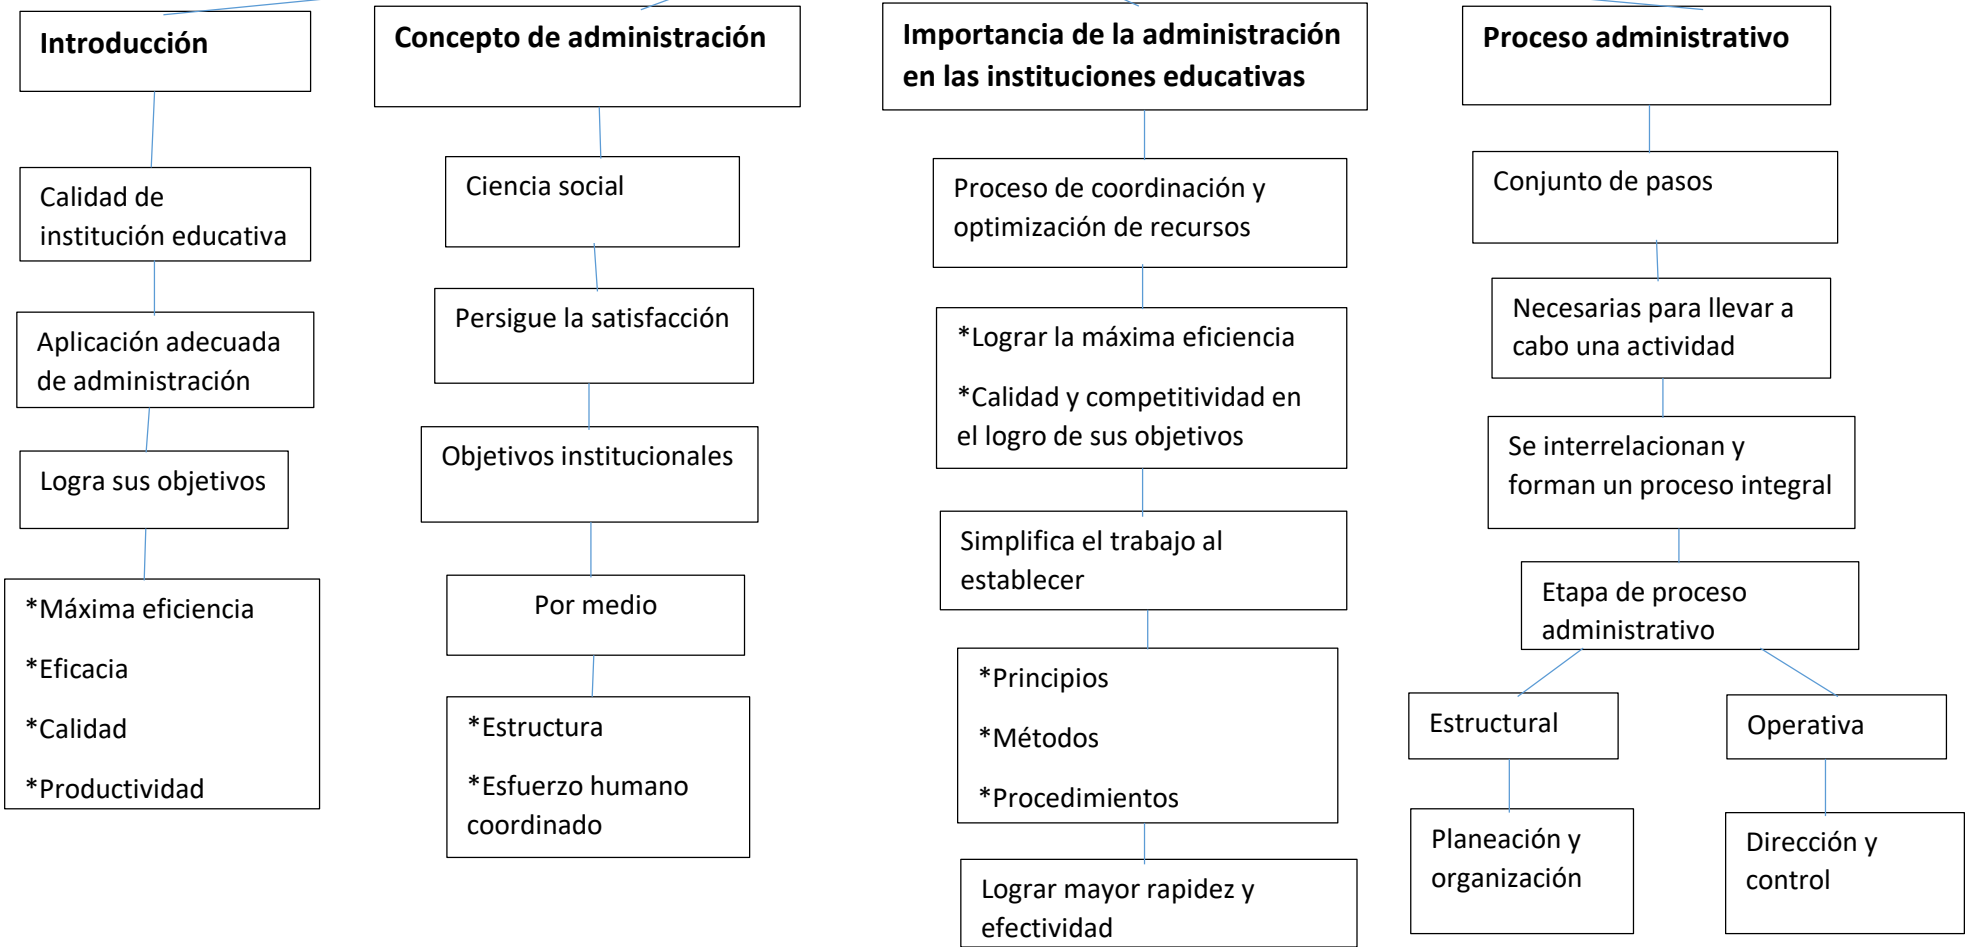 Introducción
Calidad de
institución educativa
Aplicación adecuada
de administración
Logra sus objetivos
*Máxima eficiencia
*Eficacia
*Calidad
*Productividad
Concepto de administración
Ciencia social
Persigue la satisfacción
Objetivos institucionales
Por medio
*Estructura
*Esfuerzo humano
coordinado
Importancia de la administración
en las instituciones educativas
Proceso de coordinación y
optimización de recursos
*Lograr la máxima eficiencia
*Calidad y competitividad en
el logro de sus objetivos
Simplifica el trabajo al
establecer
*Principios
*Métodos
*Procedimientos
Lograr mayor rapidez y
efectividad
Proceso administrativo
Conjunto de pasos
Necesarias para llevar a
cabo una actividad
Se interrelacionan y
forman un proceso integral
Etapa de proceso
administrativo
Estructural
Planeación y
organización
Operativa
Dirección y
control